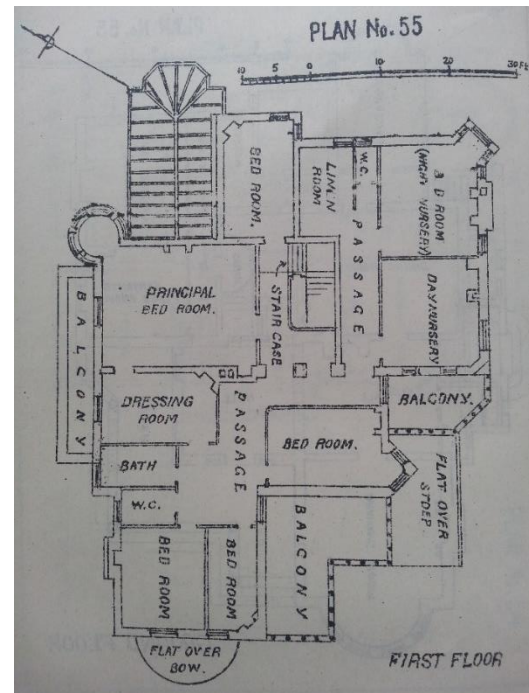 PLAN No. 55
10 5 0 10 20 30 Ft
BED ROOM.
LINEN
ROOM
W.C.
PASSAGE
BED ROOM
(NIGHT NURSERY)
PRINCIPAL
BED ROOM.
STAIR CASE
DAY NURSERY
BALCONY
DRESSING
ROOM
PASSAGE
BALCONY.
BED ROOM.
BATH
W.C.
FLAT OVER
STOEP
BALCONY
BED ROOM
BED ROOM
FLAT OVER
BOW.
FIRST FLOOR